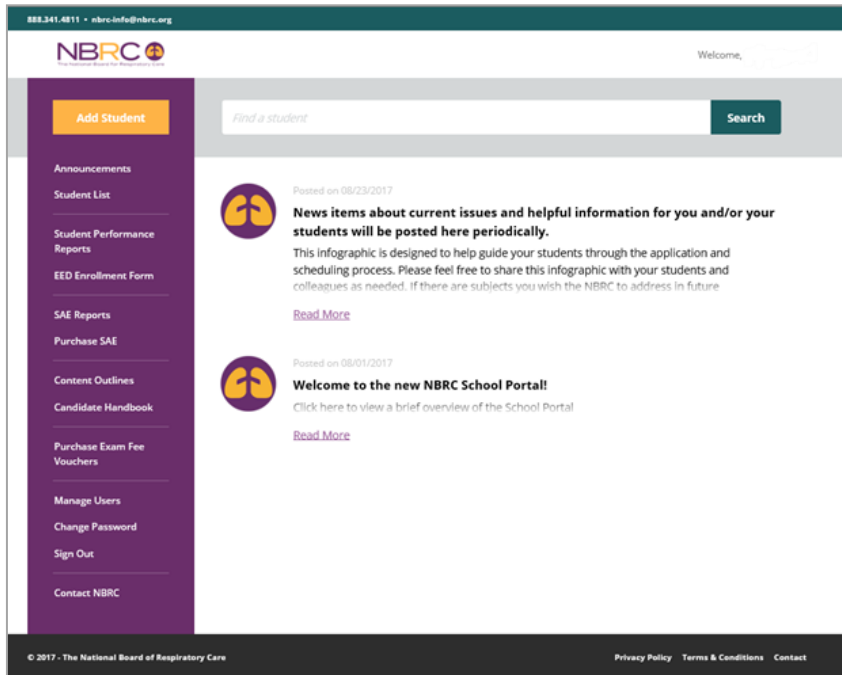 888.341.4811 • nbrc-info@nbrc.org
NBRC
The National Board for Respiratory Care
Welcome,
Add Student
Find a student
Search
Announcements
Student List
Student Performance
Reports
EED Enrollment Form
SAE Reports
Purchase SAE
Content Outlines
Candidate Handbook
Purchase Exam Fee
Vouchers
Manage Users
Change Password
Sign Out
Contact NBRC
Posted on 08/23/2017
News items about current issues and helpful information for you and/or your
students will be posted here periodically.
This infographic is designed to help guide your students through the application and
scheduling process. Please feel free to share this infographic with your students and
colleagues as needed. If there are subjects you wish the NBRC to address in future
Read More
Posted on 08/01/2017
Welcome to the new NBRC School Portal!
Click here to view a brief overview of the School Portal
Read More
© 2017 - The National Board of Respiratory Care
Privacy Policy Terms & Conditions Contact